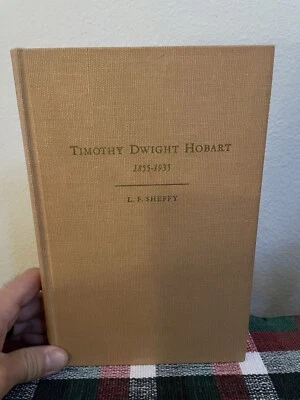 TIMOTHY DWIGHT HOBART
1855-1935
L. F. SHEFFY